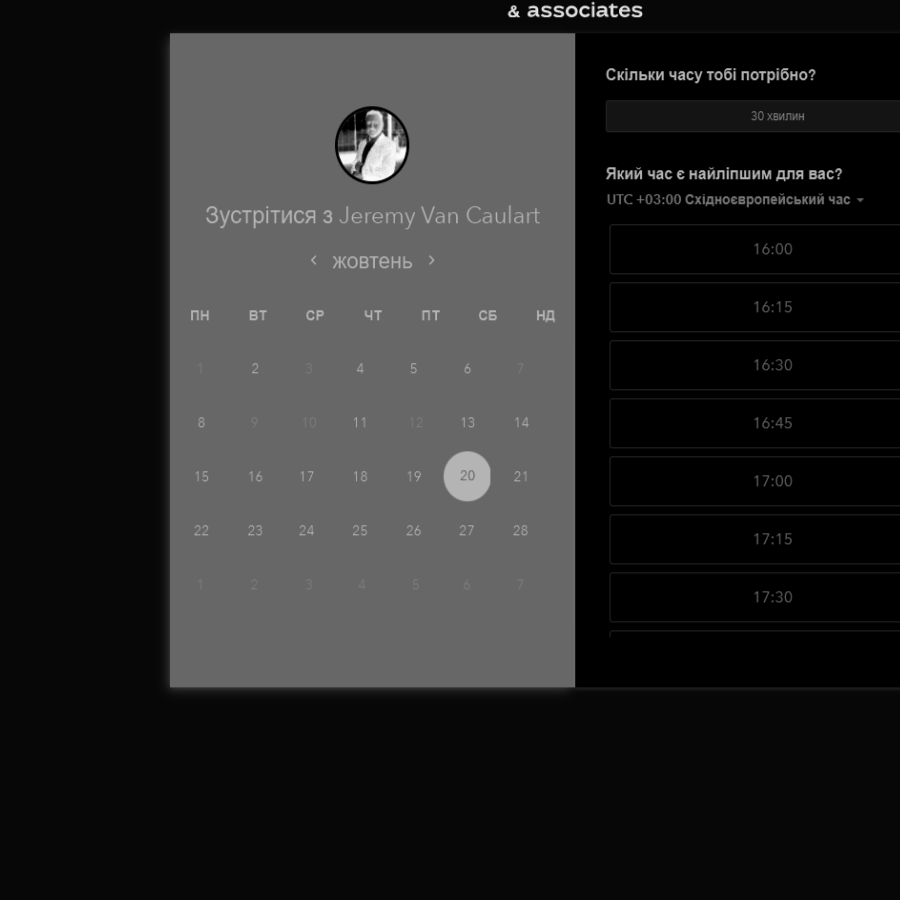 & associates
Зустрітися з Jeremy Van Caulart
жовтень
ПН ВТ СР ЧТ ПТ СБ НД
1 2 3 4 5 6 7
8 9 10 11 12 13 14
15 16 17 18 19 20 21
22 23 24 25 26 27 28
1 2 3 4 5 6 7
Скільки часу тобі потрібно?
30 хвилин
Який час є найліпшим для вас?
UTC +03:00 Східноєвропейський час
16:00
16:15
16:30
16:45
17:00
17:15
17:30